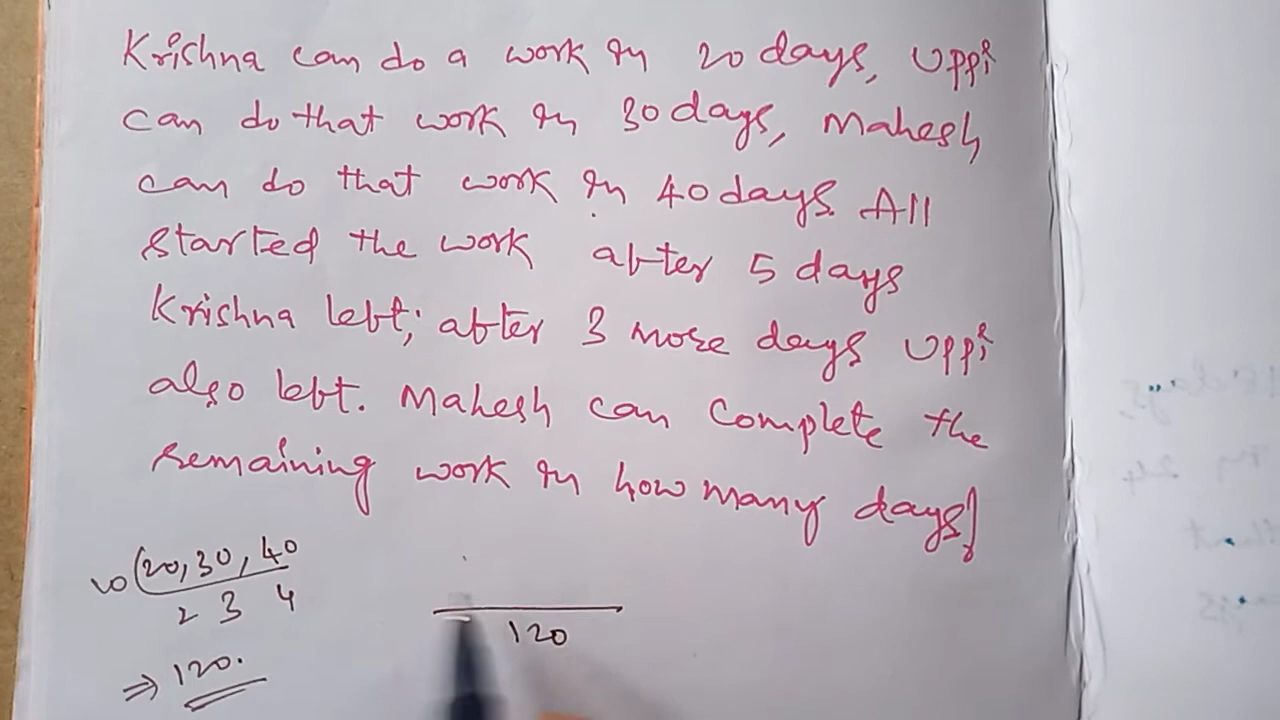 Krishna can do a work in 20 days, Uppi
can do that work in 30 days, Mahesh
can do that work in 40 days. All
started the work after 5 days
Krishna left; after 3 more days Uppi
also left. Mahesh can complete the
remaining work in how many days?
10 (20, 30, 40
2 3 4
⇒ 120.
120